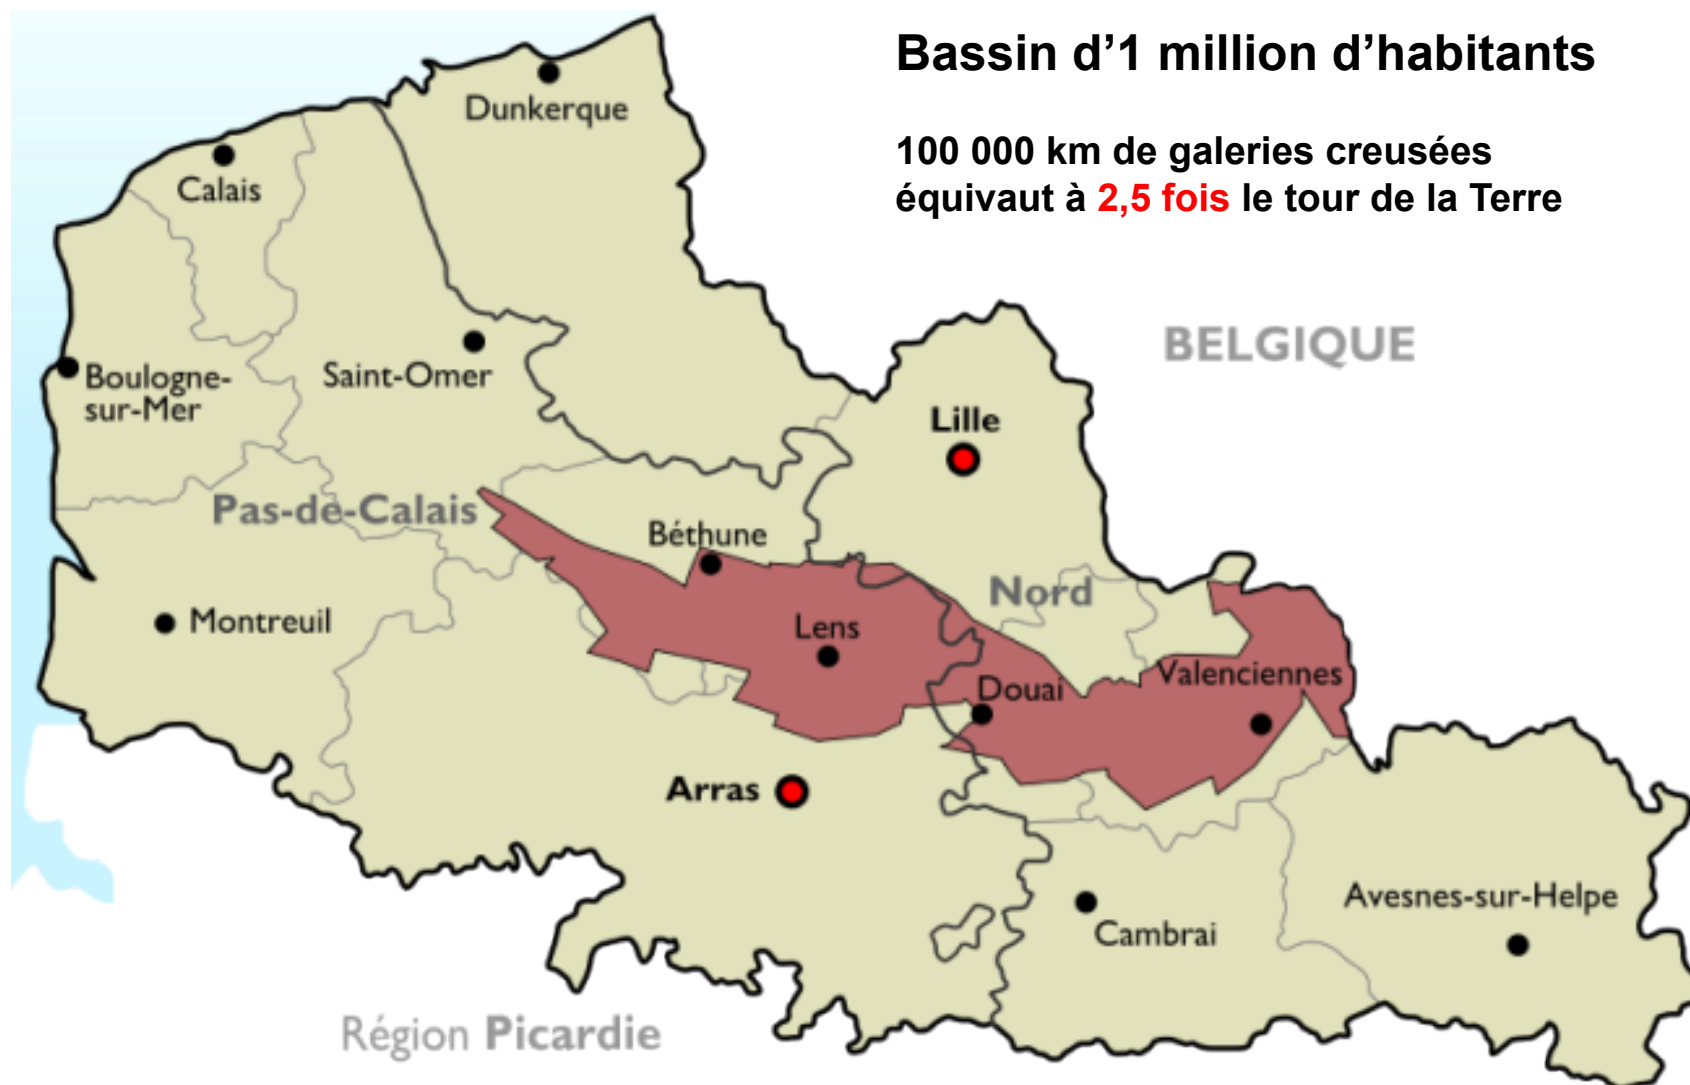 Bassin d’1 million d’habitants
100 000 km de galeries creusées
équivaut à 2,5 fois le tour de la Terre
Dunkerque
Calais
BELGIQUE
Boulogne-
sur-Mer
Saint-Omer
Lille
Pas-de-Calais
Béthune
Nord
Montreuil
Lens
Douai
Valenciennes
Arras
Avesnes-sur-Helpe
Cambrai
Région Picardie